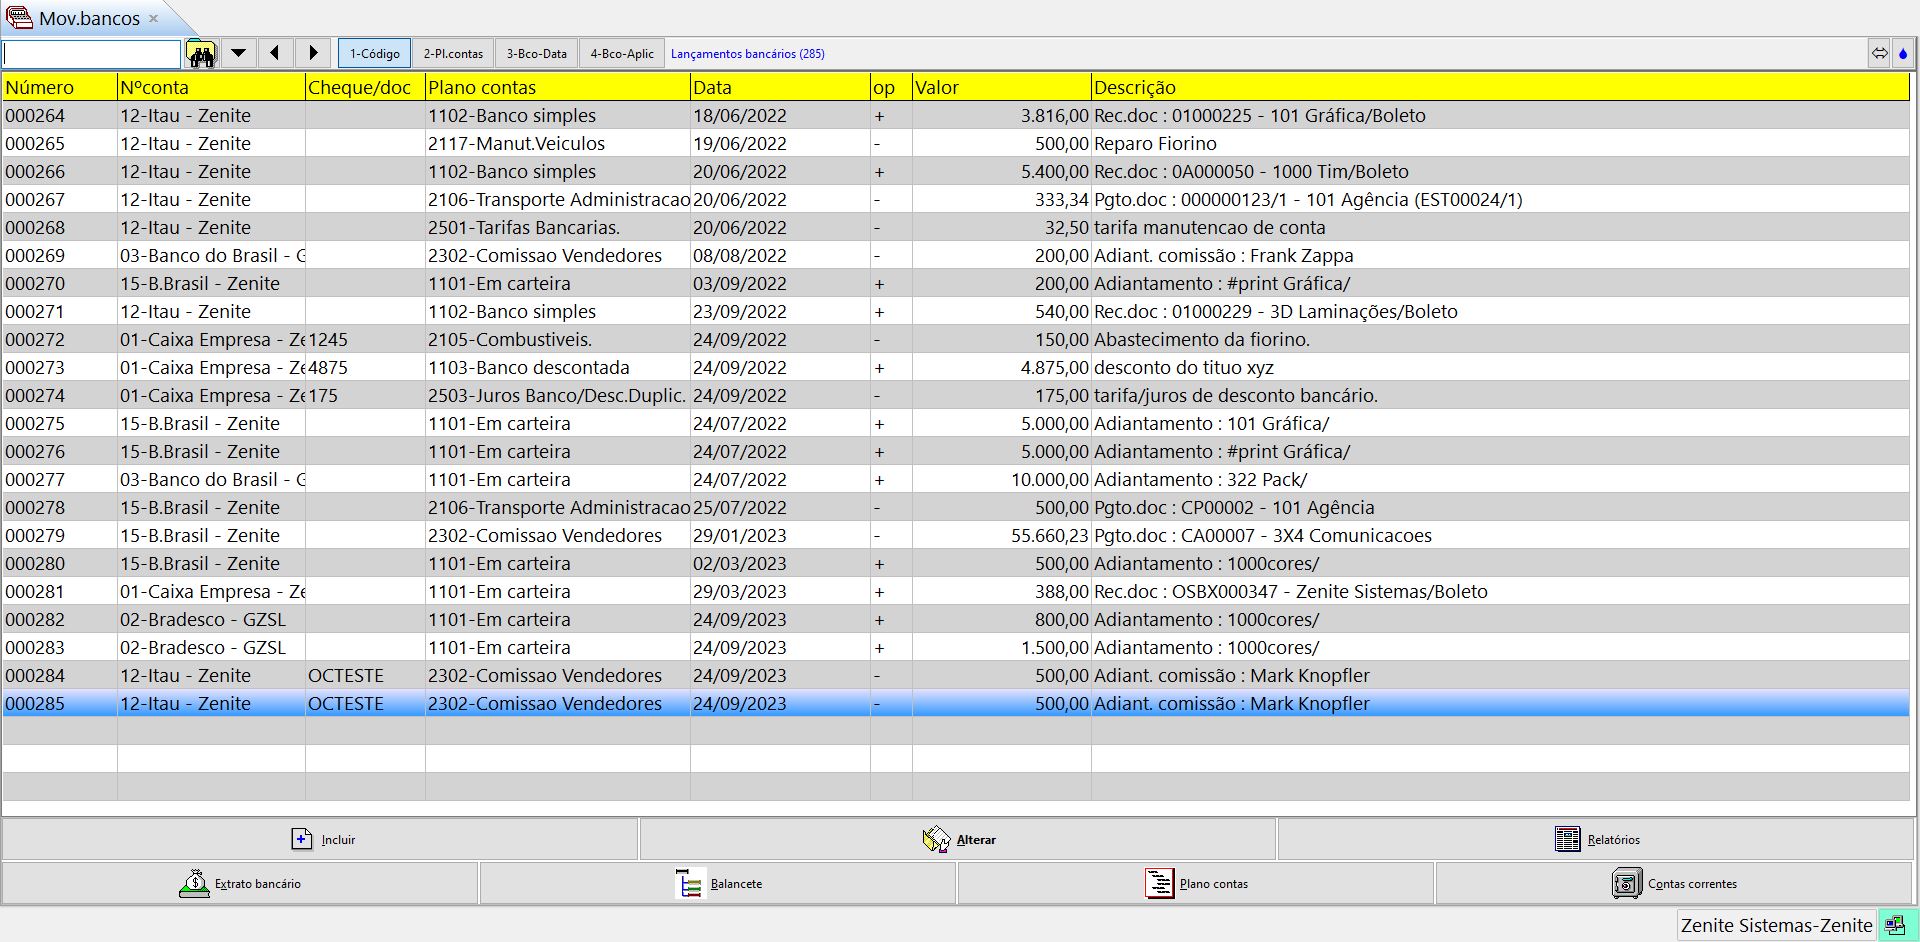 Mov.bancos ×
1-Código 2-Pl.contas 3-Bco-Data 4-Bco-Aplic Lançamentos bancários (285)
Número Nºconta Cheque/doc Plano contas Data op Valor Descrição
000264 12-Itau - Zenite 1102-Banco simples 18/06/2022 + 3.816,00 Rec.doc : 01000225 - 101 Gráfica/Boleto
000265 12-Itau - Zenite 2117-Manut.Veiculos 19/06/2022 - 500,00 Reparo Fiorino
000266 12-Itau - Zenite 1102-Banco simples 20/06/2022 + 5.400,00 Rec.doc : 0A000050 - 1000 Tim/Boleto
000267 12-Itau - Zenite 2106-Transporte Administracao 20/06/2022 - 333,34 Pgto.doc : 000000123/1 - 101 Agência (EST00024/1)
000268 12-Itau - Zenite 2501-Tarifas Bancarias. 20/06/2022 - 32,50 tarifa manutencao de conta
000269 03-Banco do Brasil - G 2302-Comissao Vendedores 08/08/2022 - 200,00 Adiant. comissão : Frank Zappa
000270 15-B.Brasil - Zenite 1101-Em carteira 03/09/2022 + 200,00 Adiantamento : #print Gráfica/
000271 12-Itau - Zenite 1102-Banco simples 23/09/2022 + 540,00 Rec.doc : 01000229 - 3D Laminações/Boleto
000272 01-Caixa Empresa - Ze 1245 2105-Combustiveis. 24/09/2022 - 150,00 Abastecimento da fiorino.
000273 01-Caixa Empresa - Ze 4875 1103-Banco descontada 24/09/2022 + 4.875,00 desconto do tituo xyz
000274 01-Caixa Empresa - Ze 175 2503-Juros Banco/Desc.Duplic. 24/09/2022 - 175,00 tarifa/juros de desconto bancário.
000275 15-B.Brasil - Zenite 1101-Em carteira 24/07/2022 + 5.000,00 Adiantamento : 101 Gráfica/
000276 15-B.Brasil - Zenite 1101-Em carteira 24/07/2022 + 5.000,00 Adiantamento : #print Gráfica/
000277 03-Banco do Brasil - G 1101-Em carteira 24/07/2022 + 10.000,00 Adiantamento : 322 Pack/
000278 15-B.Brasil - Zenite 2106-Transporte Administracao 25/07/2022 - 500,00 Pgto.doc : CP00002 - 101 Agência
000279 15-B.Brasil - Zenite 2302-Comissao Vendedores 29/01/2023 - 55.660,23 Pgto.doc : CA00007 - 3X4 Comunicacoes
000280 15-B.Brasil - Zenite 1101-Em carteira 02/03/2023 + 500,00 Adiantamento : 1000cores/
000281 01-Caixa Empresa - Ze 1101-Em carteira 29/03/2023 + 388,00 Rec.doc : OSBX000347 - Zenite Sistemas/Boleto
000282 02-Bradesco - GZSL 1101-Em carteira 24/09/2023 + 800,00 Adiantamento : 1000cores/
000283 02-Bradesco - GZSL 1101-Em carteira 24/09/2023 + 1.500,00 Adiantamento : 1000cores/
000284 12-Itau - Zenite OCTESTE 2302-Comissao Vendedores 24/09/2023 - 500,00 Adiant. comissão : Mark Knopfler
000285 12-Itau - Zenite OCTESTE 2302-Comissao Vendedores 24/09/2023 - 500,00 Adiant. comissão : Mark Knopfler
Incluir Alterar Relatórios
Extrato bancário Balancete Plano contas Contas correntes
Zenite Sistemas-Zenite